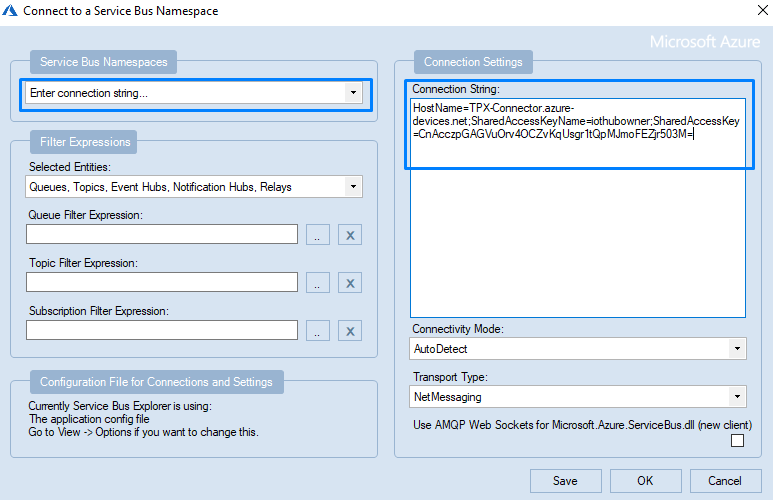 Connect to a Service Bus Namespace
Microsoft Azure
Service Bus Namespaces
Enter connection string...
Filter Expressions
Selected Entities:
Queues, Topics, Event Hubs, Notification Hubs, Relays
Queue Filter Expression:
.. X
Topic Filter Expression:
.. X
Subscription Filter Expression:
.. X
Configuration File for Connections and Settings
Currently Service Bus Explorer is using:
The application config file
Go to View -> Options if you want to change this.
Connection Settings
Connection String:
HostName=TPX-Connector.azure-
devices.net;SharedAccessKeyName=iothubowner;SharedAccessKey
=CnAcczpGAGVuOrv4OCZvKqUsgr1tQpMJmoFEZjr503M=
Connectivity Mode:
AutoDetect
Transport Type:
NetMessaging
Use AMQP Web Sockets for Microsoft.Azure.ServiceBus.dll (new client)
Save OK Cancel